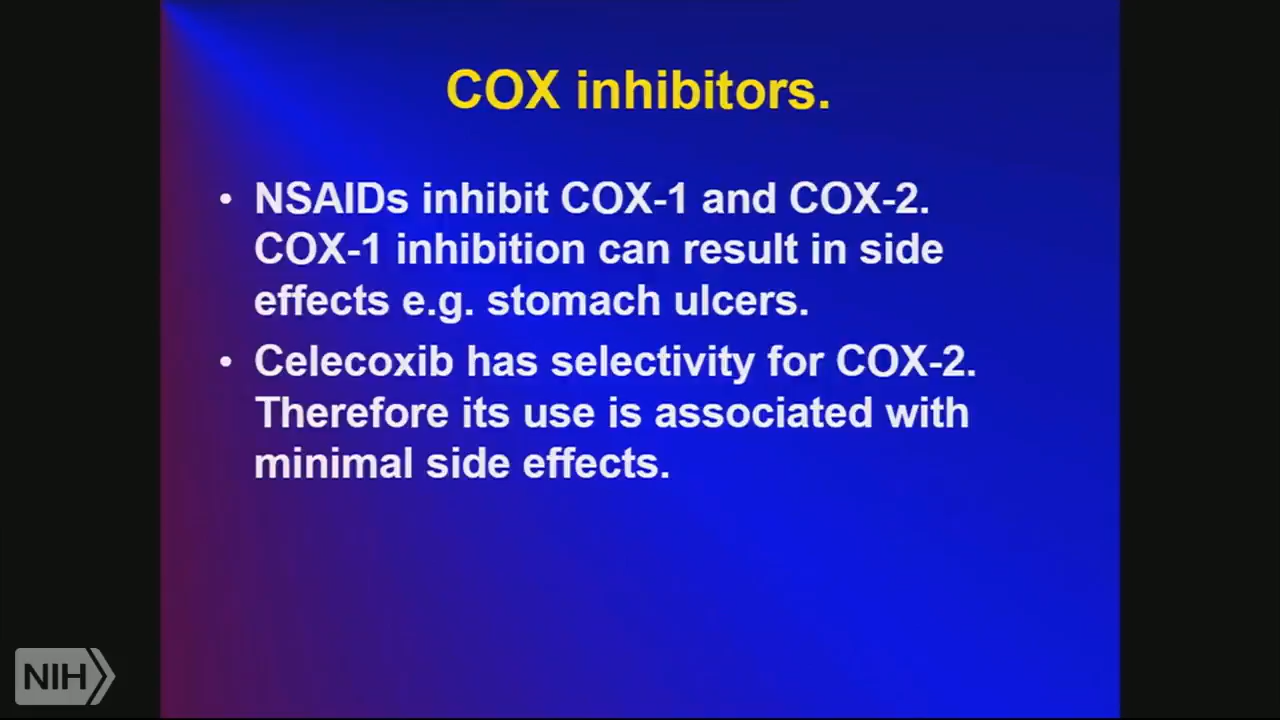 COX inhibitors.
• NSAIDs inhibit COX-1 and COX-2.
COX-1 inhibition can result in side
effects e.g. stomach ulcers.
• Celecoxib has selectivity for COX-2.
Therefore its use is associated with
minimal side effects.
NIH